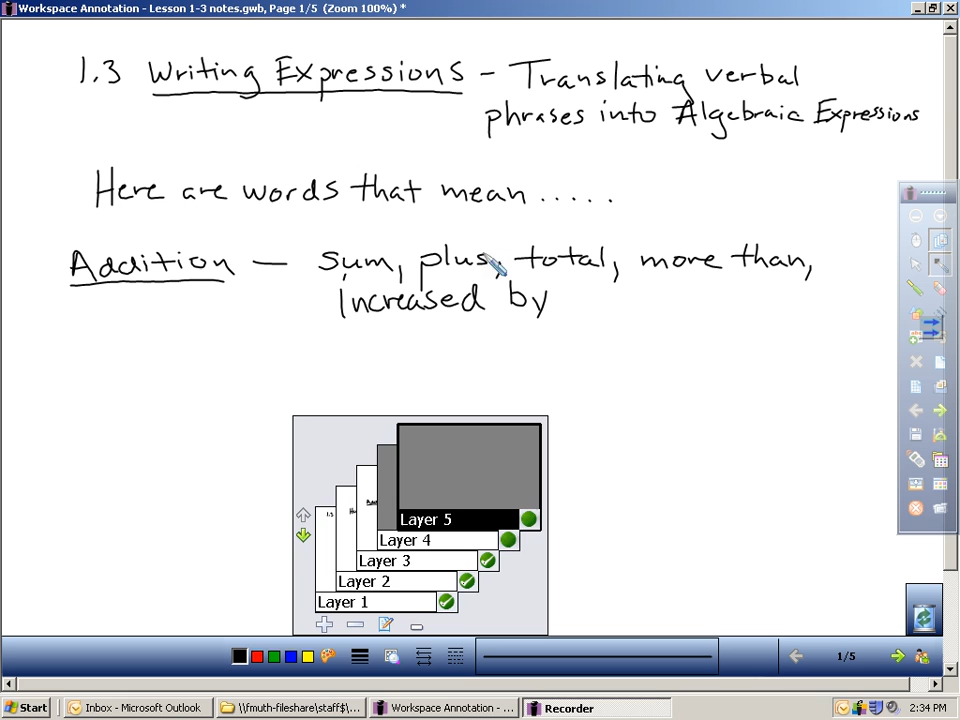 Workspace Annotation - Lesson 1-3 notes.gwb, Page 1/5 (Zoom 100%) *
1.3 Writing Expressions - Translating verbal
phrases into Algebraic Expressions
Here are words that mean .....
Addition — sum, plus, total, more than,
Increased by
Layer 5
Layer 4
Layer 3
Layer 2
Layer 1
1/5
Start
Inbox - Microsoft Outlook
\\fmuth-fileshare\staff$\...
Workspace Annotation - ...
Recorder
2:34 PM